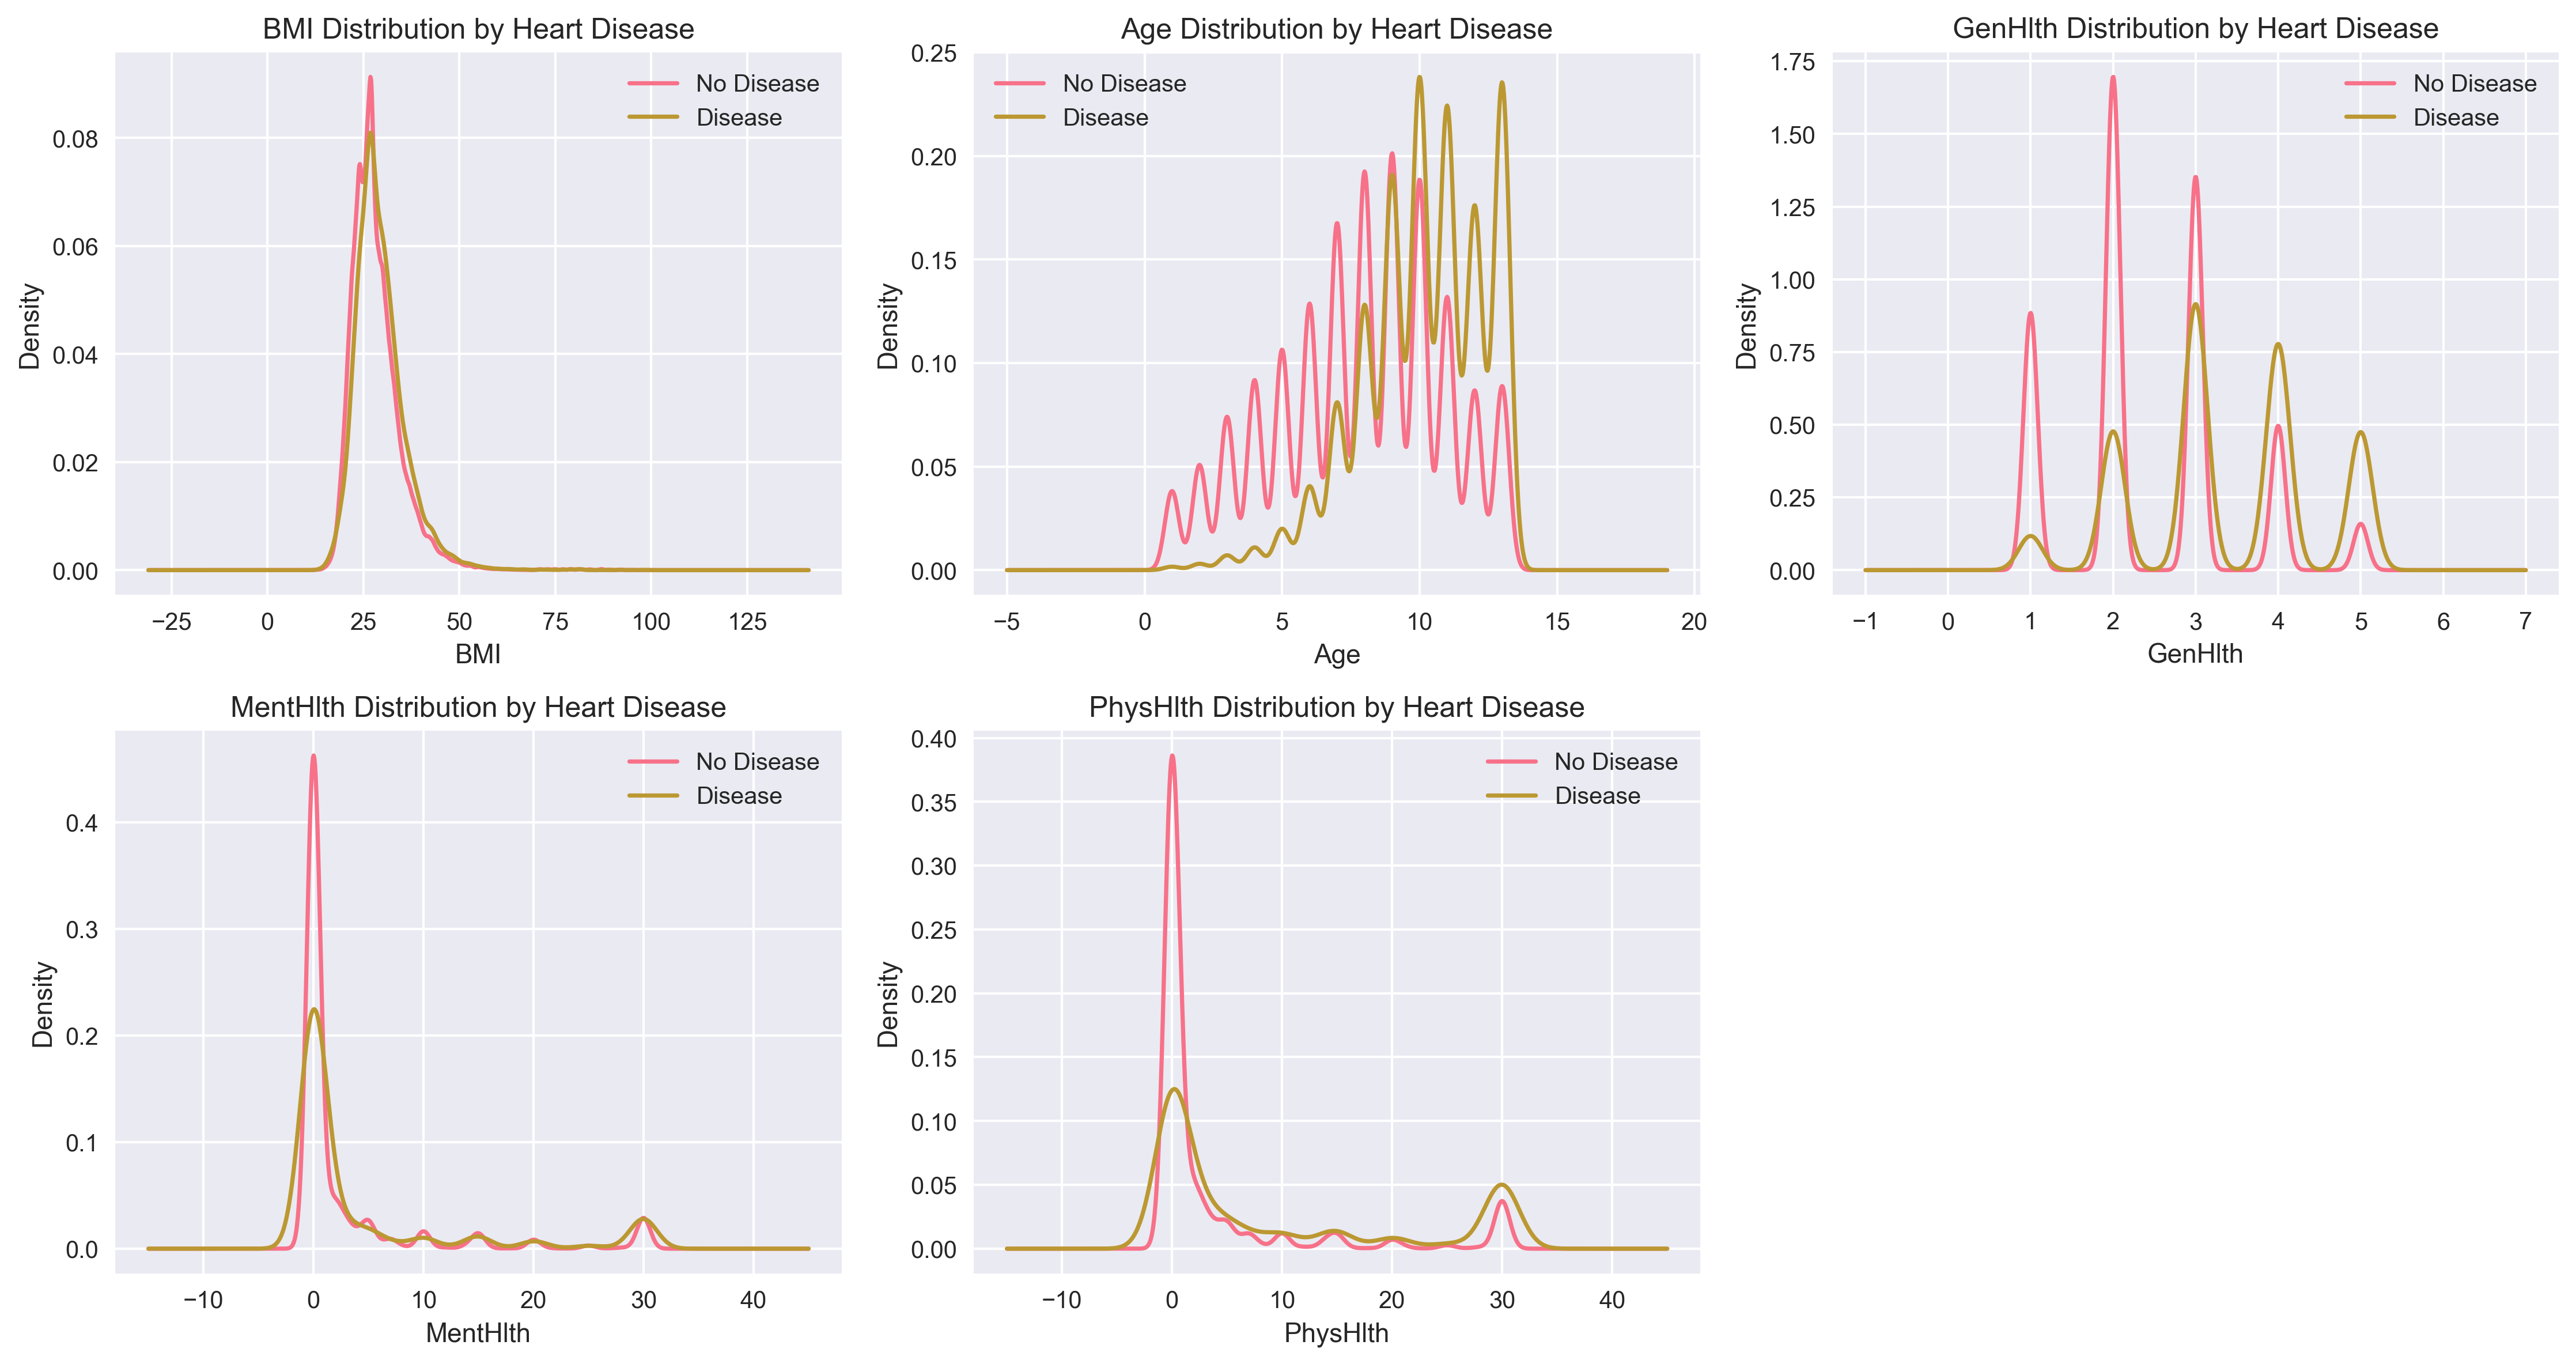 BMI Distribution by Heart Disease
No Disease
Disease
0.08
0.06
0.04
0.02
0.00
Density
−25 0 25 50 75 100 125
BMI
Age Distribution by Heart Disease
No Disease
Disease
0.25
0.20
0.15
0.10
0.05
0.00
Density
−5 0 5 10 15 20
Age
GenHlth Distribution by Heart Disease
No Disease
Disease
1.75
1.50
1.25
1.00
0.75
0.50
0.25
0.00
Density
−1 0 1 2 3 4 5 6 7
GenHlth
MentHlth Distribution by Heart Disease
No Disease
Disease
0.4
0.3
0.2
0.1
0.0
Density
−10 0 10 20 30 40
MentHlth
PhysHlth Distribution by Heart Disease
No Disease
Disease
0.40
0.35
0.30
0.25
0.20
0.15
0.10
0.05
0.00
Density
−10 0 10 20 30 40
PhysHlth